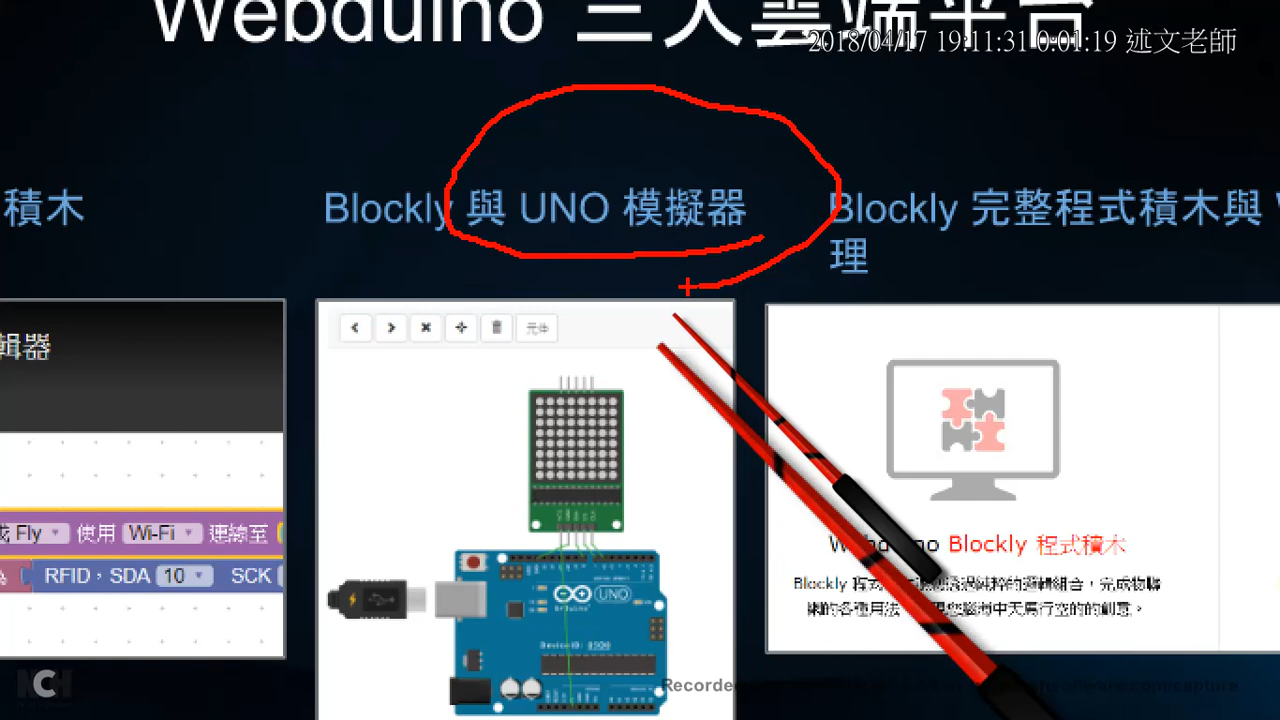 Webduino 三大雲端平台
2018/04/17 19:11:31 0:01:19 述文老師
積木
Blockly 與 UNO 模擬器
Blockly 完整程式積木與
理
輯器
元件
Fly 使用 Wi-Fi 連線至
RFID，SDA 10 SCK
UNO
Webduino Blockly 程式積木
NCH
Recorded